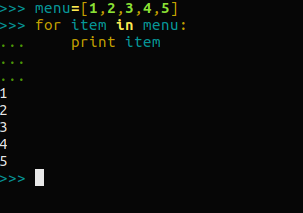 >>> menu=[1,2,3,4,5]
>>> for item in menu:
...     print item
...
...
1
2
3
4
5
>>>